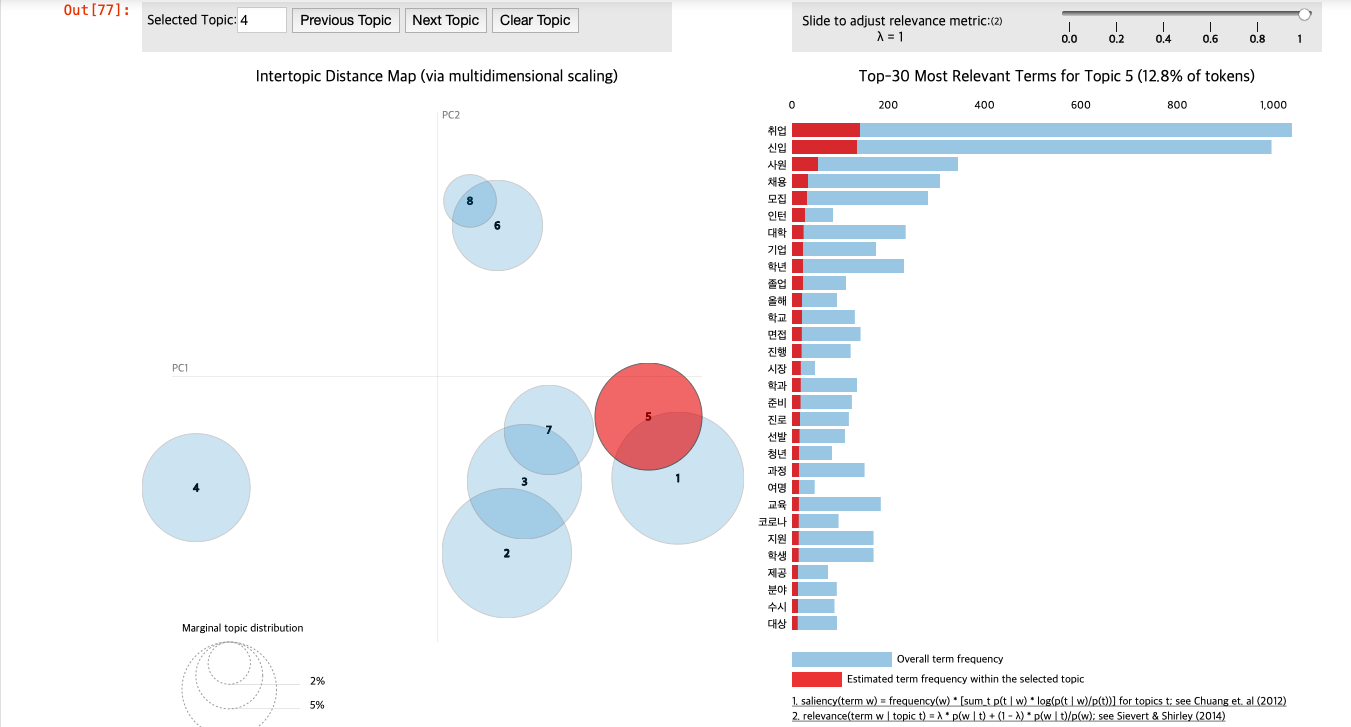 Out[77]:
Selected Topic: 4 Previous Topic Next Topic Clear Topic
Slide to adjust relevance metric:(2)
λ = 1
0.0 0.2 0.4 0.6 0.8 1
Intertopic Distance Map (via multidimensional scaling)
PC2
PC1
8
6
5
7
1
3
4
2
Marginal topic distribution
2%
5%
Top-30 Most Relevant Terms for Topic 5 (12.8% of tokens)
0 200 400 600 800 1,000
취업
신입
사원
채용
모집
인턴
대학
기업
학년
졸업
올해
학교
면접
진행
시장
학과
준비
진로
선발
청년
과정
여명
교육
코로나
지원
학생
제공
분야
수시
대상
Overall term frequency
Estimated term frequency within the selected topic
1. saliency(term w) = frequency(w) * [sum_t p(t | w) * log(p(t | w)/p(t))] for topics t; see Chuang et. al (2012)
2. relevance(term w | topic t) = λ * p(w | t) + (1 - λ) * p(w | t)/p(w); see Sievert & Shirley (2014)